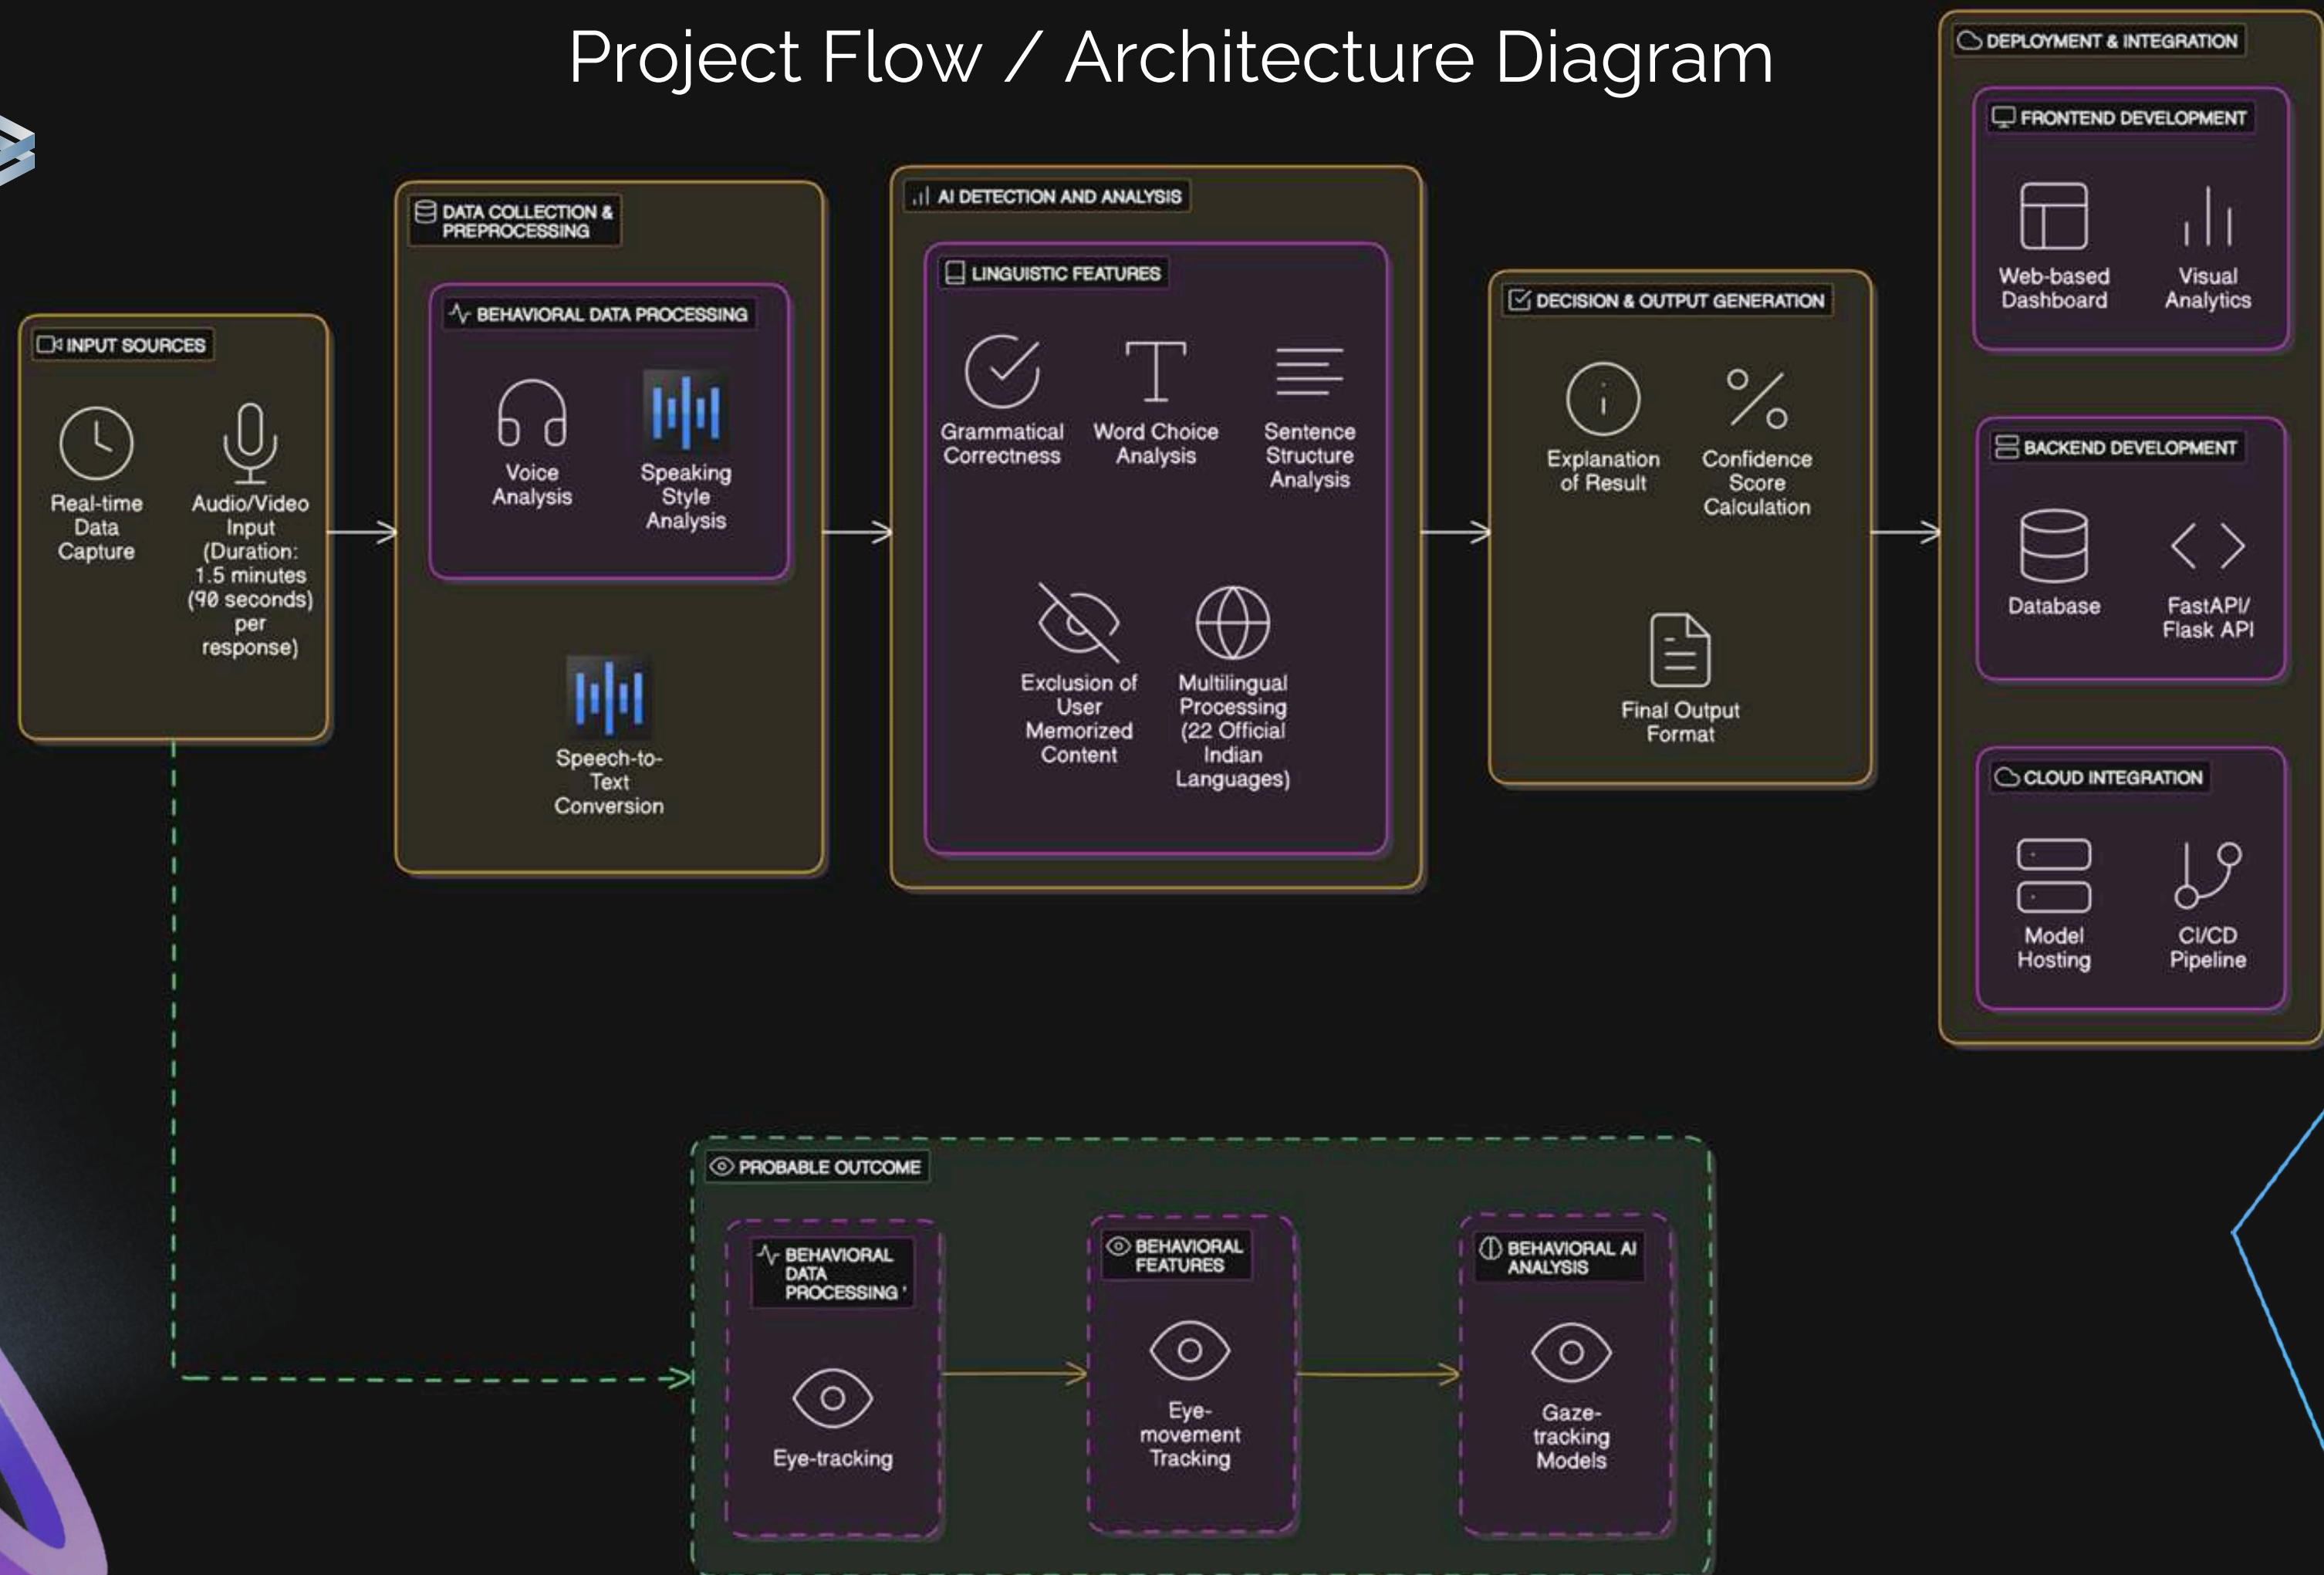 Project Flow / Architecture Diagram
INPUT SOURCES
Real-time
Data
Capture
Audio/Video
Input
(Duration:
1.5 minutes
(90 seconds)
per
response)
DATA COLLECTION &
PREPROCESSING
BEHAVIORAL DATA PROCESSING
Voice
Analysis
Speaking
Style
Analysis
Speech-to-
Text
Conversion
AI DETECTION AND ANALYSIS
LINGUISTIC FEATURES
Grammatical
Correctness
Word Choice
Analysis
Sentence
Structure
Analysis
Exclusion of
User
Memorized
Content
Multilingual
Processing
(22 Official
Indian
Languages)
DECISION & OUTPUT GENERATION
Explanation
of Result
Confidence
Score
Calculation
Final Output
Format
DEPLOYMENT & INTEGRATION
FRONTEND DEVELOPMENT
Web-based
Dashboard
Visual
Analytics
BACKEND DEVELOPMENT
Database
FastAPI/
Flask API
CLOUD INTEGRATION
Model
Hosting
CI/CD
Pipeline
PROBABLE OUTCOME
BEHAVIORAL
DATA
PROCESSING '
Eye-tracking
BEHAVIORAL
FEATURES
Eye-
movement
Tracking
BEHAVIORAL AI
ANALYSIS
Gaze-
tracking
Models